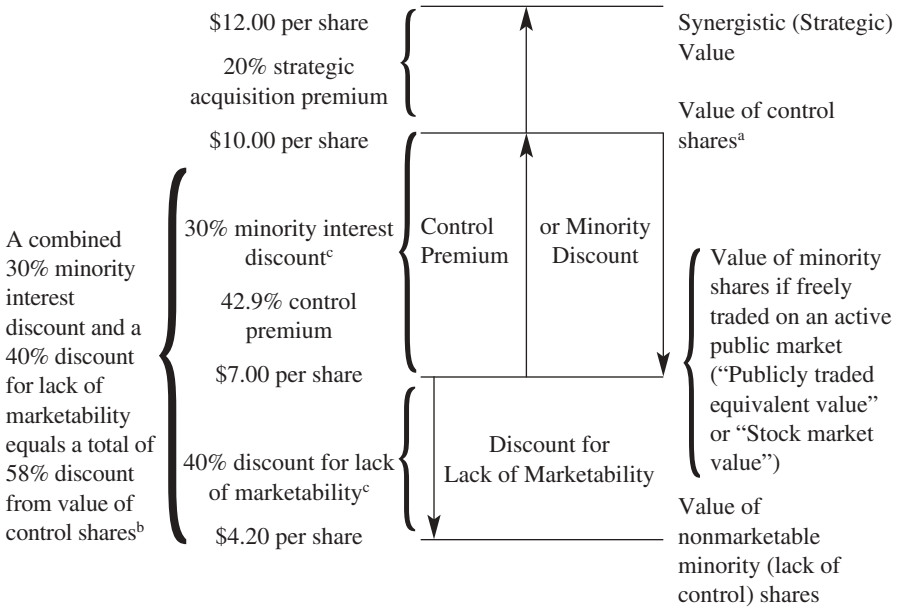 $12.00 per share
20% strategic
acquisition premium
$10.00 per share
30% minority interest
discountᶜ
42.9% control
premium
$7.00 per share
40% discount for lack
of marketabilityᶜ
$4.20 per share
A combined
30% minority
interest
discount and a
40% discount
for lack of
marketability
equals a total of
58% discount
from value of
control sharesᵇ
Control
Premium
or Minority
Discount
Discount for
Lack of Marketability
Synergistic (Strategic)
Value
Value of control
sharesᵃ
Value of minority
shares if freely
traded on an active
public market
(“Publicly traded
equivalent value”
or “Stock market
value”)
Value of
nonmarketable
minority (lack of
control) shares